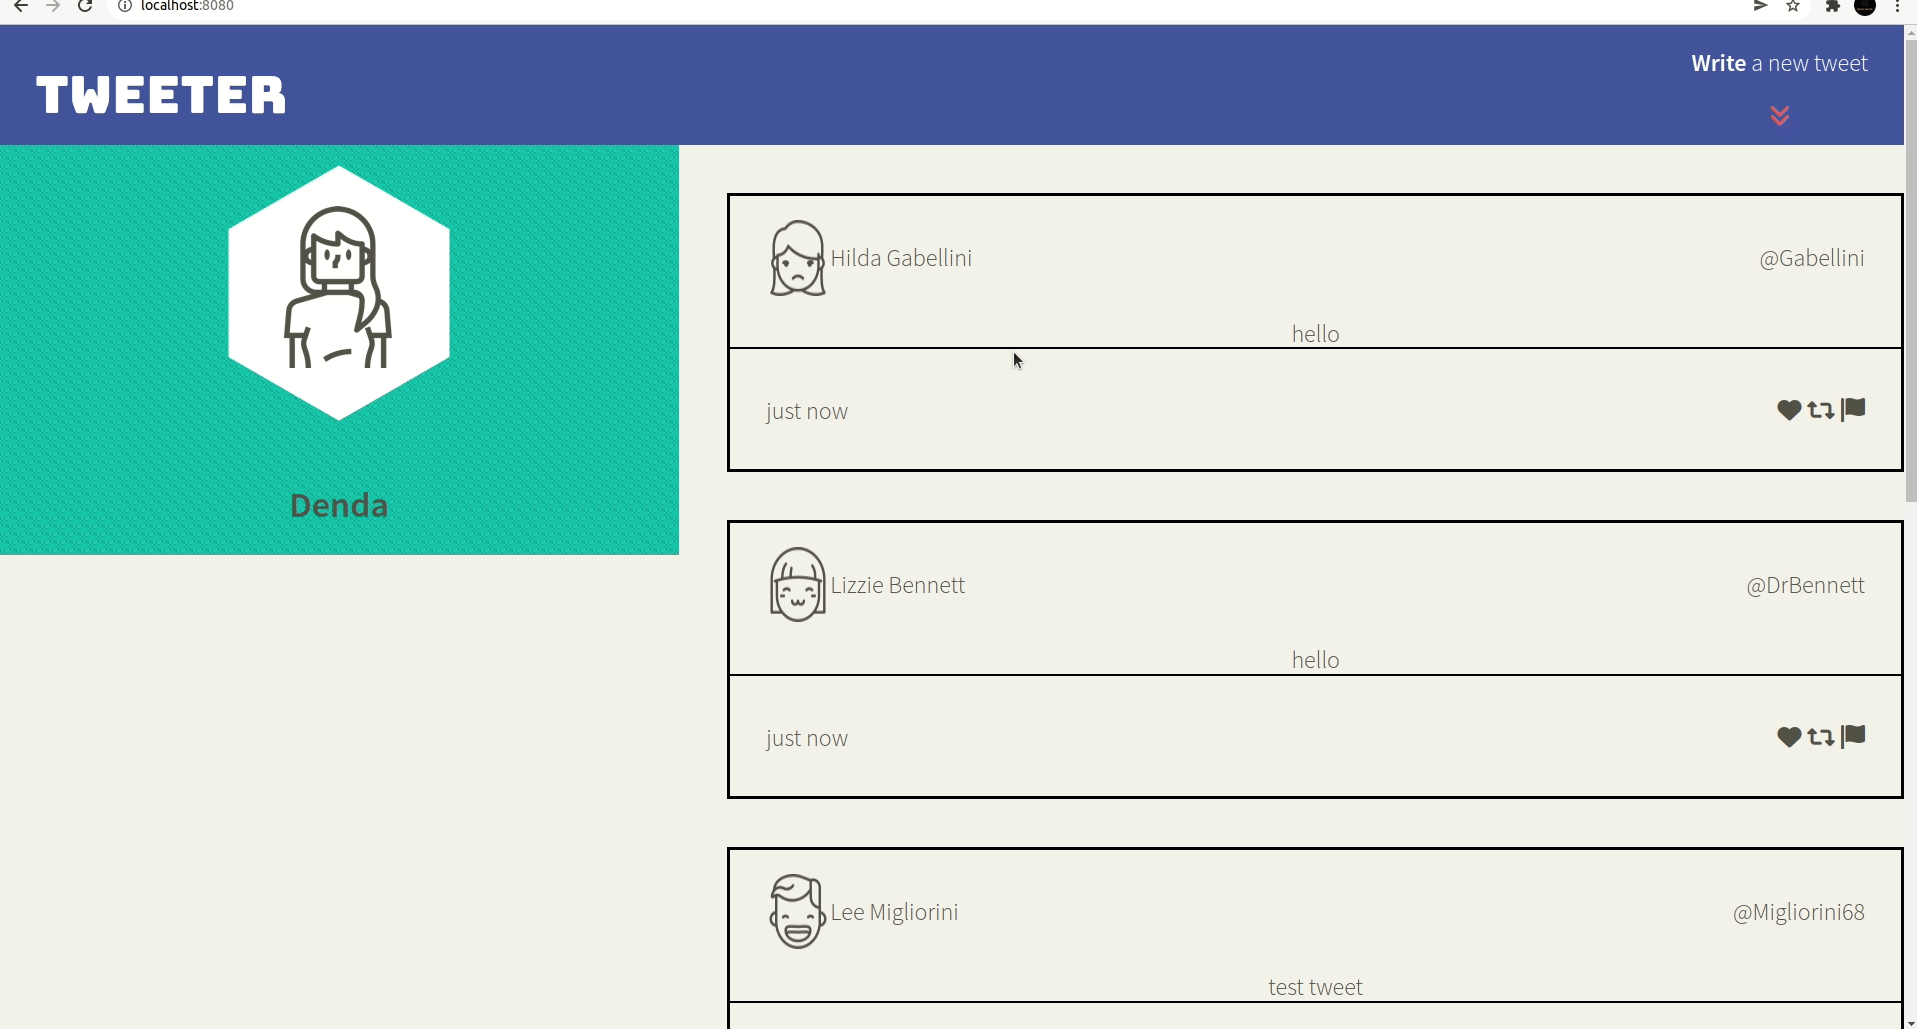 localhost:8080
TWEETER
Write a new tweet
Denda
Hilda Gabellini @Gabellini
hello
just now
Lizzie Bennett @DrBennett
hello
just now
Lee Migliorini @Migliorini68
test tweet